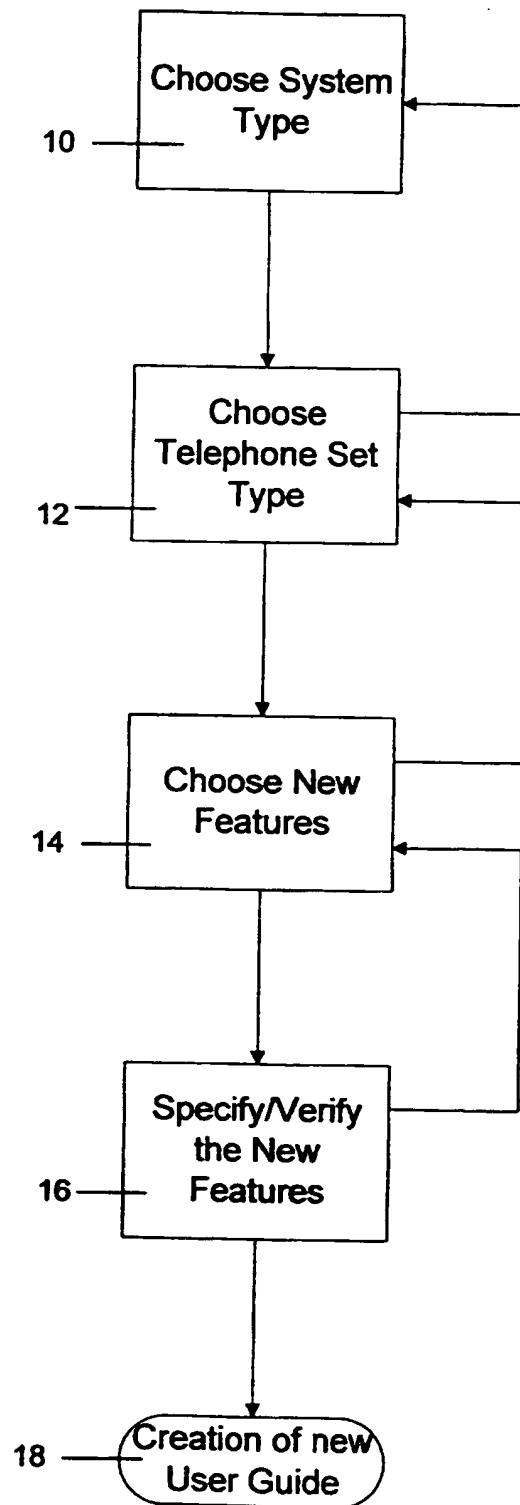 Choose System
Type
10
Choose
Telephone Set
Type
12
Choose New
Features
14
Specify/Verify
the New
Features
16
Creation of new
User Guide
18